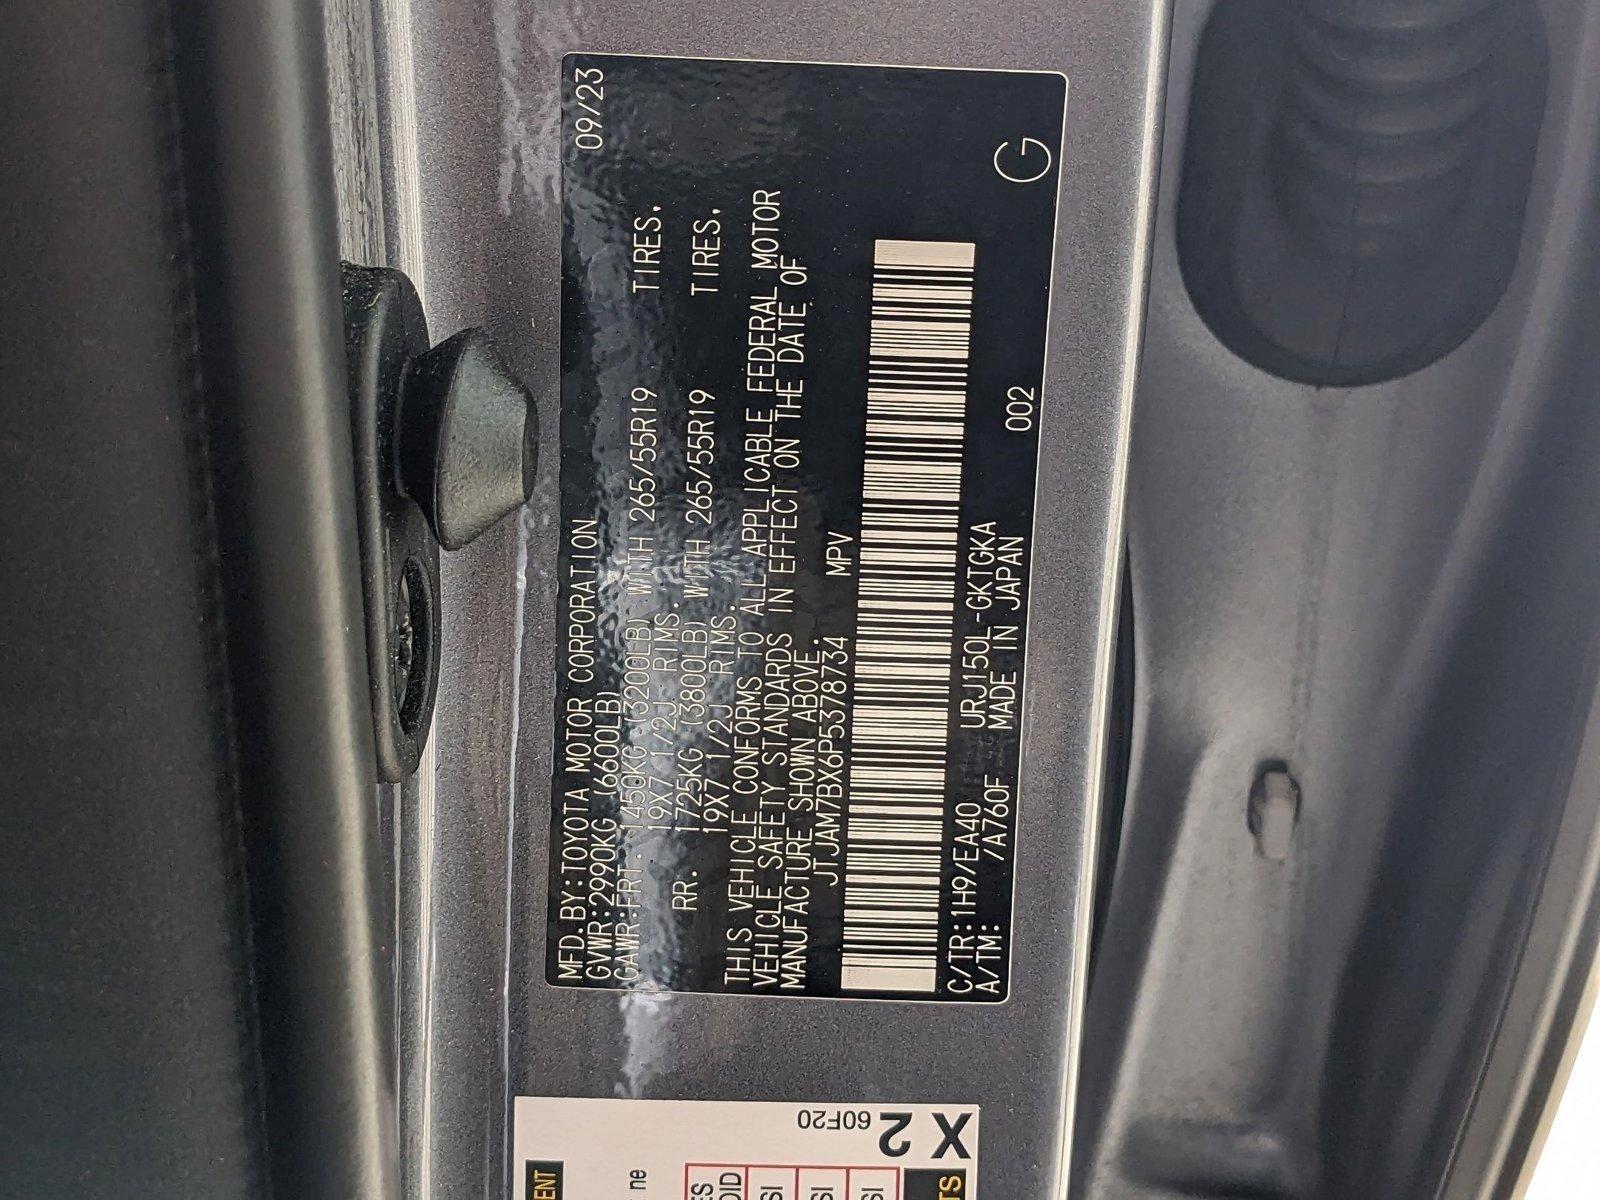 MFD.BY:TOYOTA MOTOR CORPORATION 09/23
GVWR:2990KG (6600LB)
GAWR:FRT. 1450KG (3200LB) WITH 265/55R19 TIRES,
19X7 1/2J RIMS.
RR. 1725KG (3800LB) WITH 265/55R19 TIRES,
19X7 1/2J RIMS.
THIS VEHICLE CONFORMS TO ALL APPLICABLE FEDERAL MOTOR
VEHICLE SAFETY STANDARDS IN EFFECT ON THE DATE OF
MANUFACTURE SHOWN ABOVE.
JTJAM7BX6P5378734 MPV
C/TR:1H9/EA40 URJ150L-GKTGKA 002 G
A/TM: /A760F MADE IN JAPAN
X 2
60F20